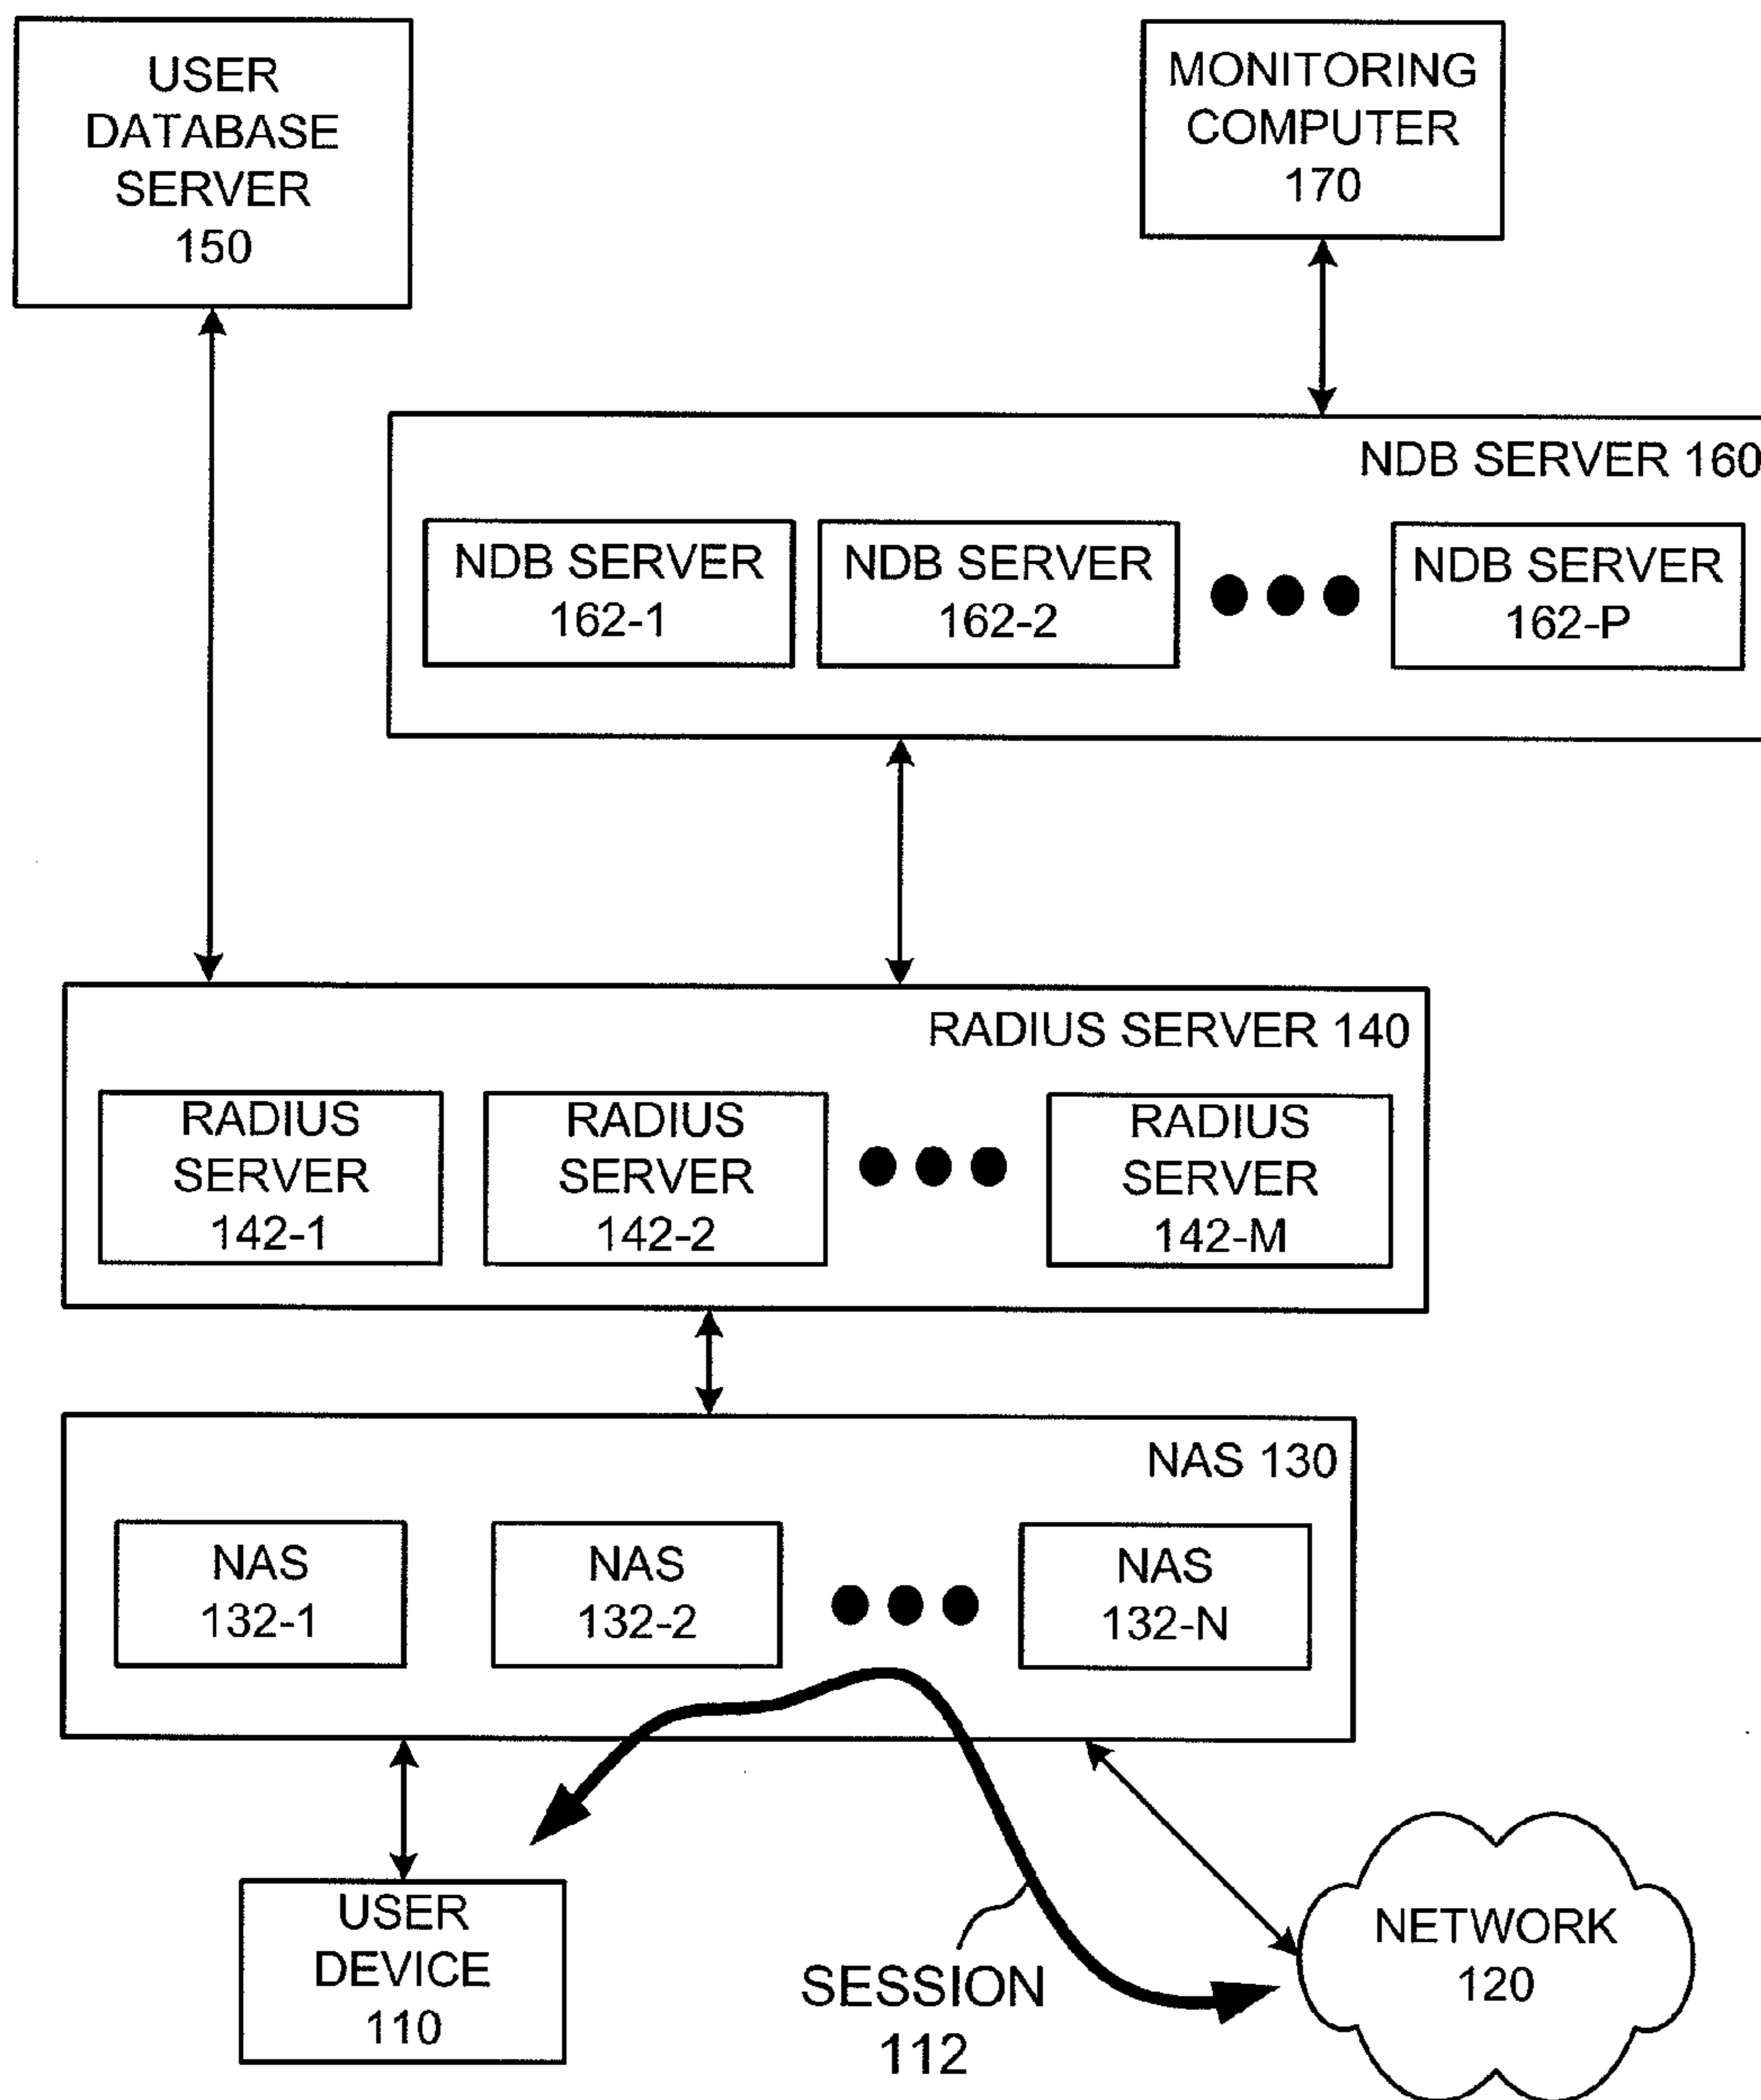 USER
DATABASE
SERVER
150
MONITORING
COMPUTER
170
NDB SERVER 160
NDB SERVER
162-1
NDB SERVER
162-2
NDB SERVER
162-P
RADIUS SERVER 140
RADIUS
SERVER
142-1
RADIUS
SERVER
142-2
RADIUS
SERVER
142-M
NAS 130
NAS
132-1
NAS
132-2
NAS
132-N
USER
DEVICE
110
SESSION
112
NETWORK
120